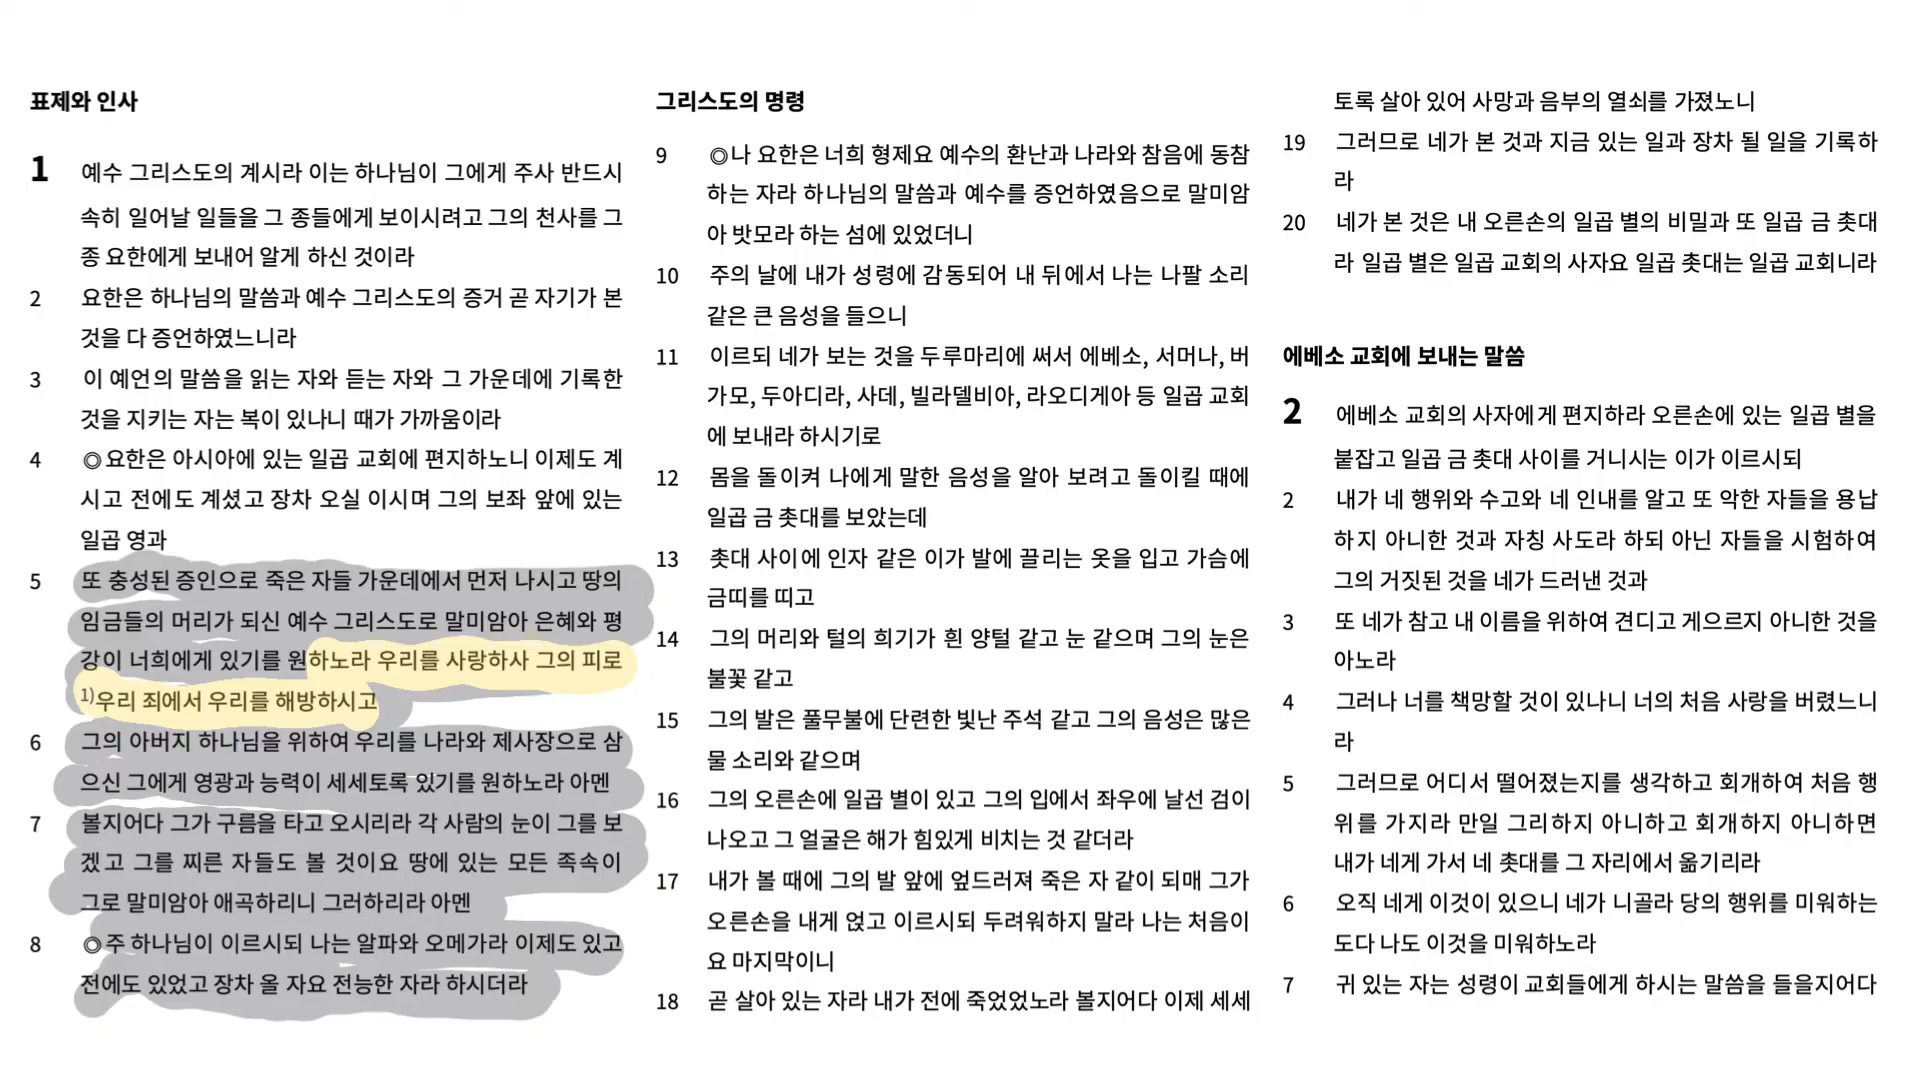 표제와 인사
1 예수 그리스도의 계시라 이는 하나님이 그에게 주사 반드시
속히 일어날 일들을 그 종들에게 보이시려고 그의 천사를 그
종 요한에게 보내어 알게 하신 것이라
2 요한은 하나님의 말씀과 예수 그리스도의 증거 곧 자기가 본
것을 다 증언하였느니라
3 이 예언의 말씀을 읽는 자와 듣는 자와 그 가운데에 기록한
것을 지키는 자는 복이 있나니 때가 가까움이라
4 ◎요한은 아시아에 있는 일곱 교회에 편지하노니 이제도 계
시고 전에도 계셨고 장차 오실 이시며 그의 보좌 앞에 있는
일곱 영과
5 또 충성된 증인으로 죽은 자들 가운데에서 먼저 나시고 땅의
임금들의 머리가 되신 예수 그리스도로 말미암아 은혜와 평
강이 너희에게 있기를 원하노라 우리를 사랑하사 그의 피로
1)우리 죄에서 우리를 해방하시고
6 그의 아버지 하나님을 위하여 우리를 나라와 제사장으로 삼
으신 그에게 영광과 능력이 세세토록 있기를 원하노라 아멘
7 볼지어다 그가 구름을 타고 오시리라 각 사람의 눈이 그를 보
겠고 그를 찌른 자들도 볼 것이요 땅에 있는 모든 족속이
그로 말미암아 애곡하리니 그러하리라 아멘
8 ◎주 하나님이 이르시되 나는 알파와 오메가라 이제도 있고
전에도 있었고 장차 올 자요 전능한 자라 하시더라
그리스도의 명령
9 ◎나 요한은 너희 형제요 예수의 환난과 나라와 참음에 동참
하는 자라 하나님의 말씀과 예수를 증언하였음으로 말미암
아 밧모라 하는 섬에 있었더니
10 주의 날에 내가 성령에 감동되어 내 뒤에서 나는 나팔 소리
같은 큰 음성을 들으니
11 이르되 네가 보는 것을 두루마리에 써서 에베소, 서머나, 버
가모, 두아디라, 사데, 빌라델비아, 라오디게아 등 일곱 교회
에 보내라 하시기로
12 몸을 돌이켜 나에게 말한 음성을 알아 보려고 돌이킬 때에
일곱 금 촛대를 보았는데
13 촛대 사이에 인자 같은 이가 발에 끌리는 옷을 입고 가슴에
금띠를 띠고
14 그의 머리와 털의 희기가 흰 양털 같고 눈 같으며 그의 눈은
불꽃 같고
15 그의 발은 풀무불에 단련한 빛난 주석 같고 그의 음성은 많은
물 소리와 같으며
16 그의 오른손에 일곱 별이 있고 그의 입에서 좌우에 날선 검이
나오고 그 얼굴은 해가 힘있게 비치는 것 같더라
17 내가 볼 때에 그의 발 앞에 엎드러져 죽은 자 같이 되매 그가
오른손을 내게 얹고 이르시되 두려워하지 말라 나는 처음이
요 마지막이니
18 곧 살아 있는 자라 내가 전에 죽었었노라 볼지어다 이제 세세
토록 살아 있어 사망과 음부의 열쇠를 가졌노니
19 그러므로 네가 본 것과 지금 있는 일과 장차 될 일을 기록하
라
20 네가 본 것은 내 오른손의 일곱 별의 비밀과 또 일곱 금 촛대
라 일곱 별은 일곱 교회의 사자요 일곱 촛대는 일곱 교회니라
에베소 교회에 보내는 말씀
2 에베소 교회의 사자에게 편지하라 오른손에 있는 일곱 별을
붙잡고 일곱 금 촛대 사이를 거니시는 이가 이르시되
2 내가 네 행위와 수고와 네 인내를 알고 또 악한 자들을 용납
하지 아니한 것과 자칭 사도라 하되 아닌 자들을 시험하여
그의 거짓된 것을 네가 드러낸 것과
3 또 네가 참고 내 이름을 위하여 견디고 게으르지 아니한 것을
아노라
4 그러나 너를 책망할 것이 있나니 너의 처음 사랑을 버렸느니
라
5 그러므로 어디서 떨어졌는지를 생각하고 회개하여 처음 행
위를 가지라 만일 그리하지 아니하고 회개하지 아니하면
내가 네게 가서 네 촛대를 그 자리에서 옮기리라
6 오직 네게 이것이 있으니 네가 니골라 당의 행위를 미워하는
도다 나도 이것을 미워하노라
7 귀 있는 자는 성령이 교회들에게 하시는 말씀을 들을지어다